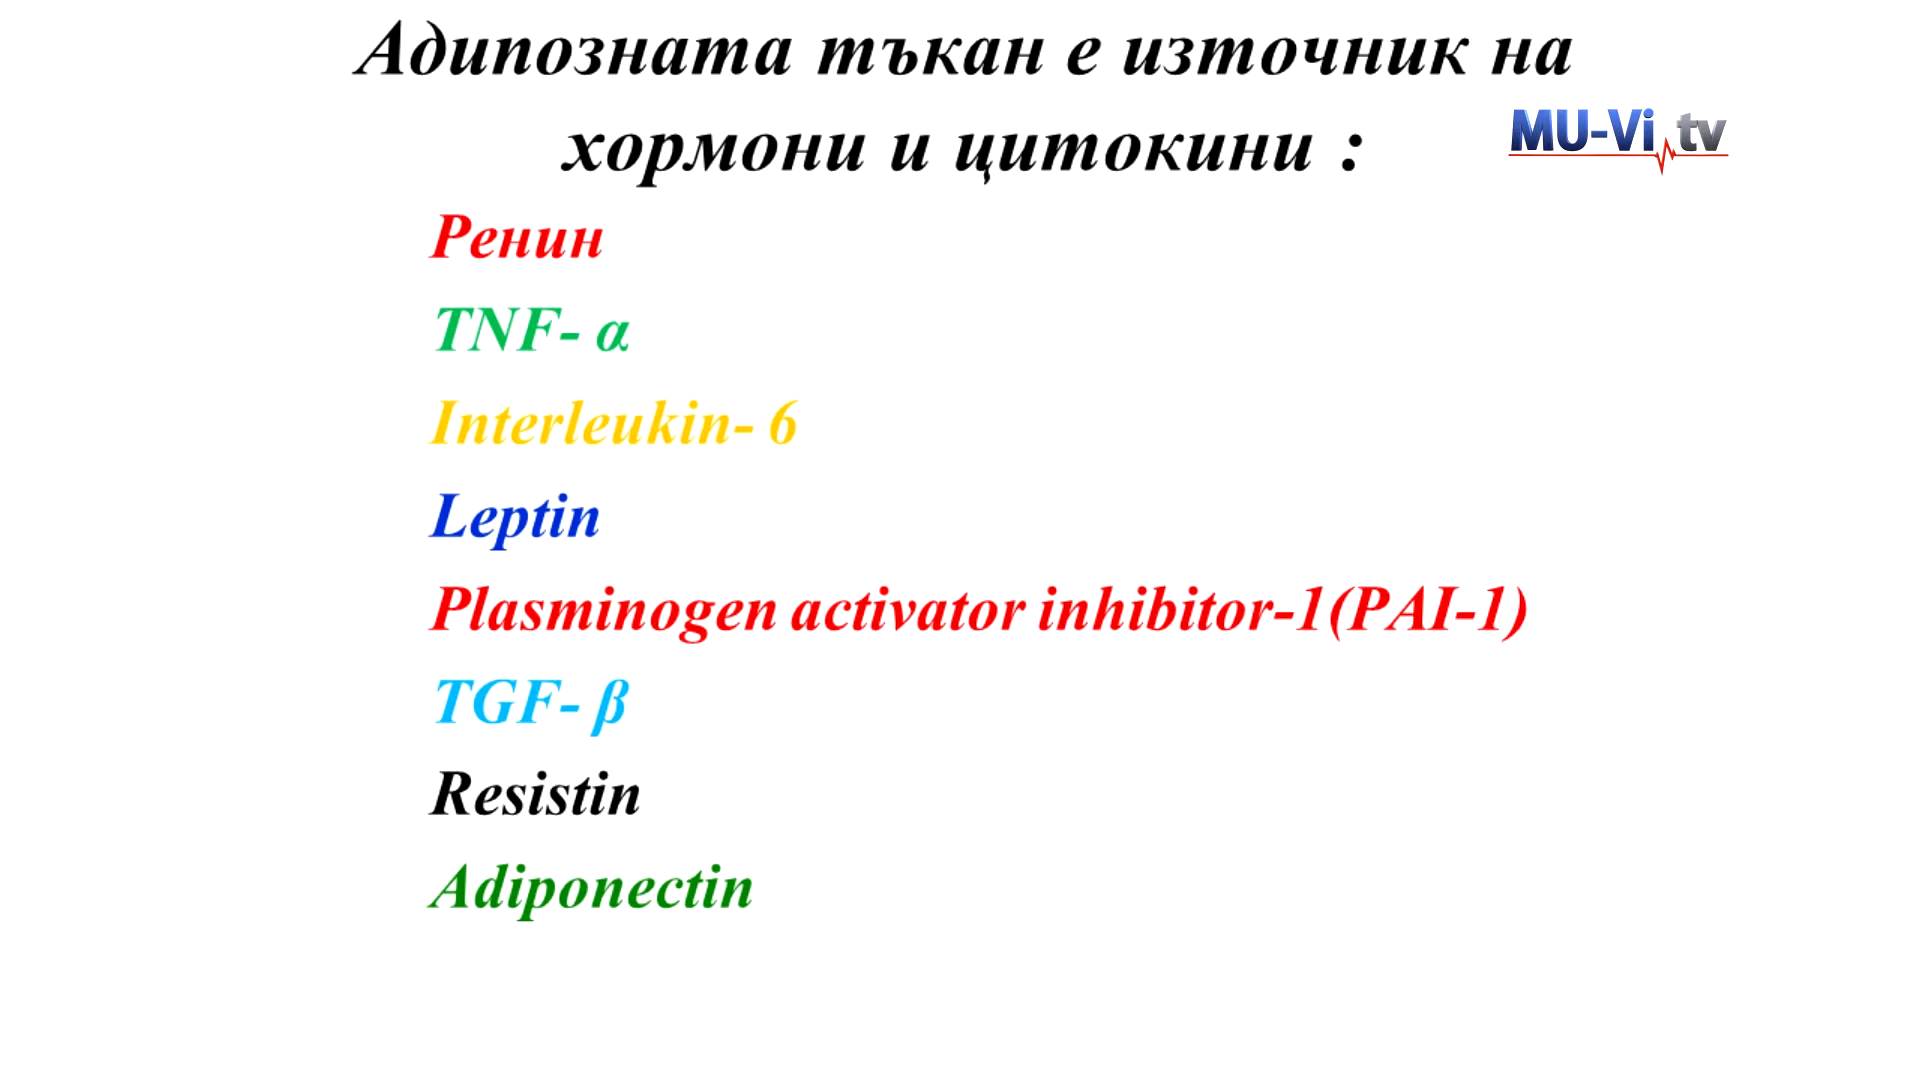 Адипозната тъкан е източник на
хормони и цитокини :
MU-Vi tv
Ренин
TNF- α
Interleukin- 6
Leptin
Plasminogen activator inhibitor-1(PAI-1)
TGF- β
Resistin
Adiponectin